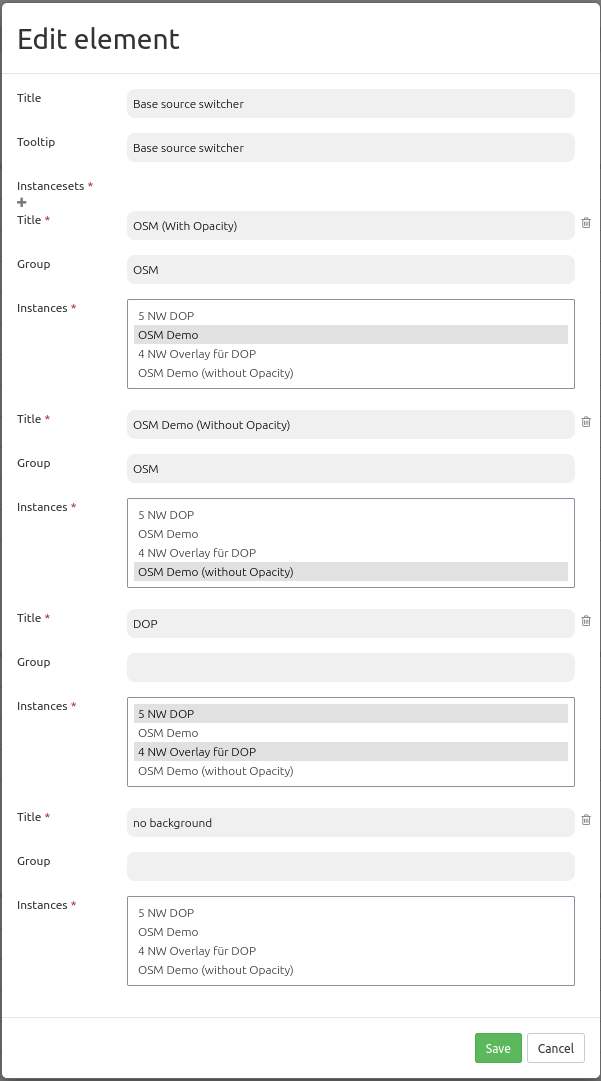 Edit element
Title
Base source switcher
Tooltip
Base source switcher
Instancesets *
Title *
OSM (With Opacity)
Group
OSM
Instances *
5 NW DOP
OSM Demo
4 NW Overlay für DOP
OSM Demo (without Opacity)
Title *
OSM Demo (Without Opacity)
Group
OSM
Instances *
5 NW DOP
OSM Demo
4 NW Overlay für DOP
OSM Demo (without Opacity)
Title *
DOP
Group
Instances *
5 NW DOP
OSM Demo
4 NW Overlay für DOP
OSM Demo (without Opacity)
Title *
no background
Group
Instances *
5 NW DOP
OSM Demo
4 NW Overlay für DOP
OSM Demo (without Opacity)
Save
Cancel